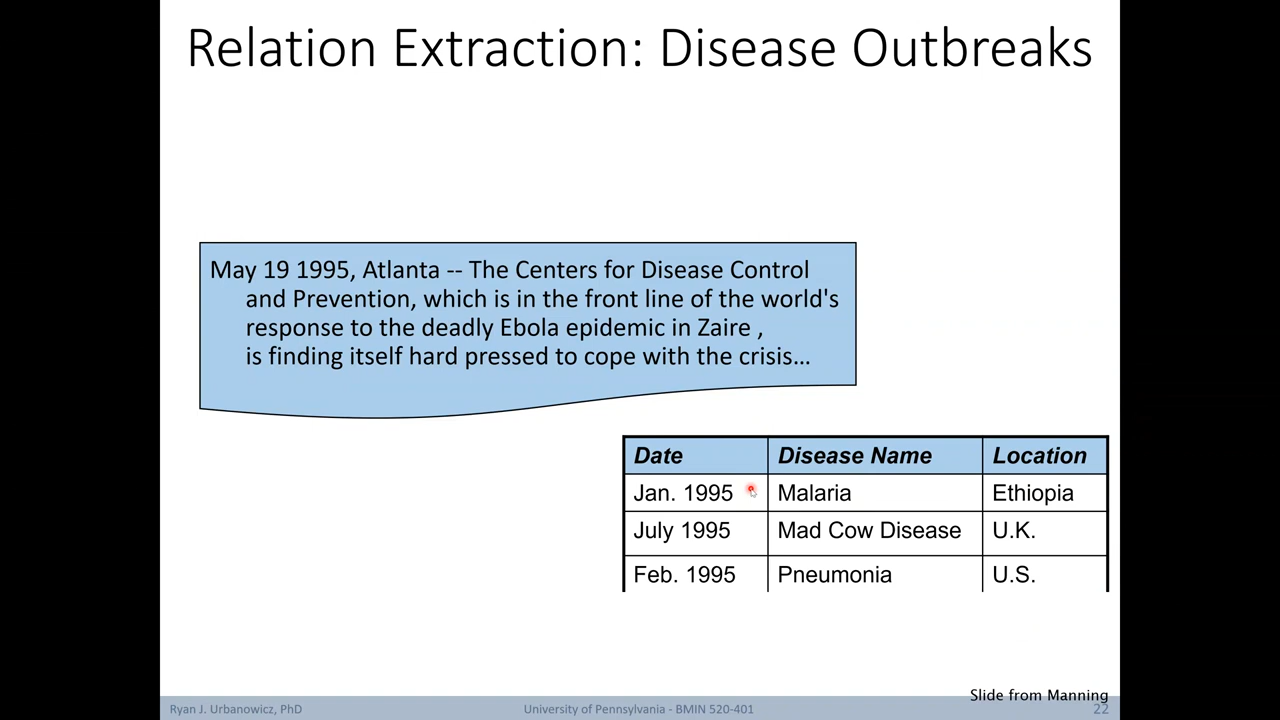 Relation Extraction: Disease Outbreaks
May 19 1995, Atlanta -- The Centers for Disease Control
and Prevention, which is in the front line of the world's
response to the deadly Ebola epidemic in Zaire ,
is finding itself hard pressed to cope with the crisis…
Date Disease Name Location
Jan. 1995 Malaria Ethiopia
July 1995 Mad Cow Disease U.K.
Feb. 1995 Pneumonia U.S.
Slide from Manning
Ryan J. Urbanowicz, PhD University of Pennsylvania - BMIN 520-401 22